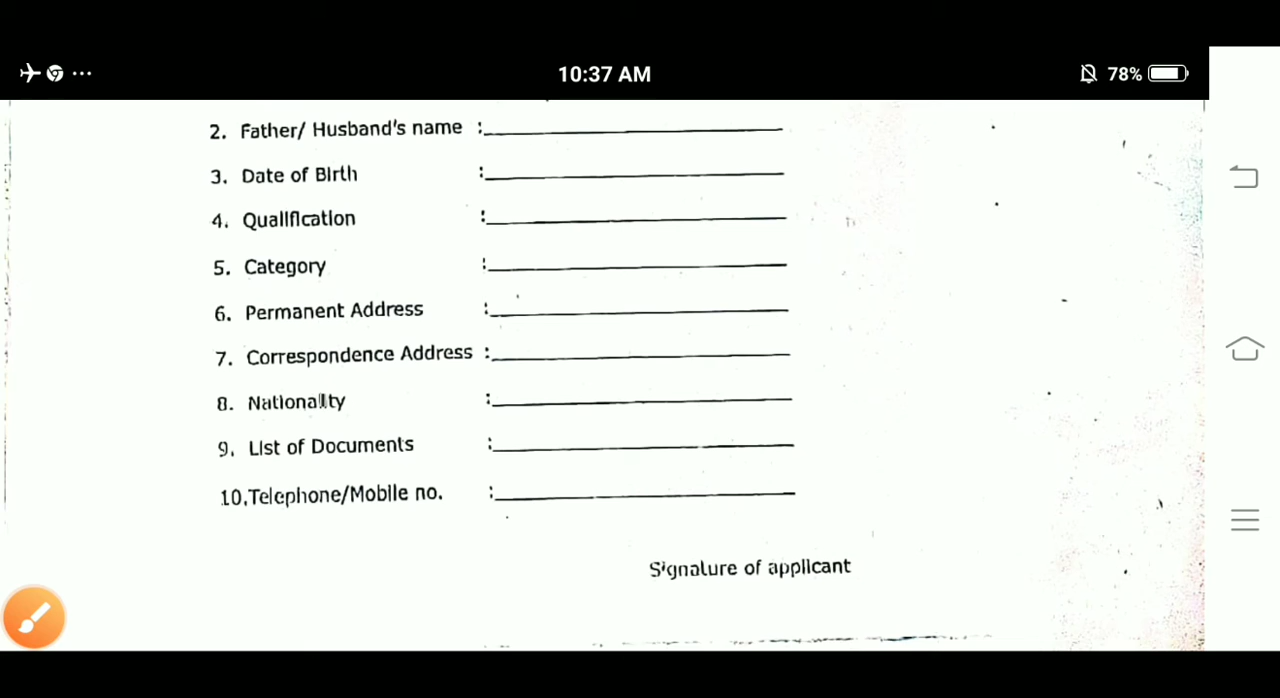 10:37 AM
78%
2. Father/ Husband's name :
3. Date of Birth :
4. Qualification :
5. Category :
6. Permanent Address :
7. Correspondence Address :
8. Nationality :
9. List of Documents :
10.Telephone/Mobile no. :
Signature of applicant